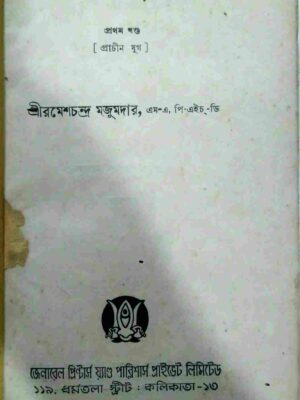 প্রথম খণ্ড
[ প্রাচীন যুগ ]
শ্রীরমেশচন্দ্র মজুমদার, এম-এ, পি-এইচ্‌-ডি
জেনারেল প্রিন্টার্স য়্যাণ্ড পাব্লিশার্স প্রাইভেট লিমিটেড
১১৯, ধর্মতলা স্ট্রীট : কলিকাতা-১৩